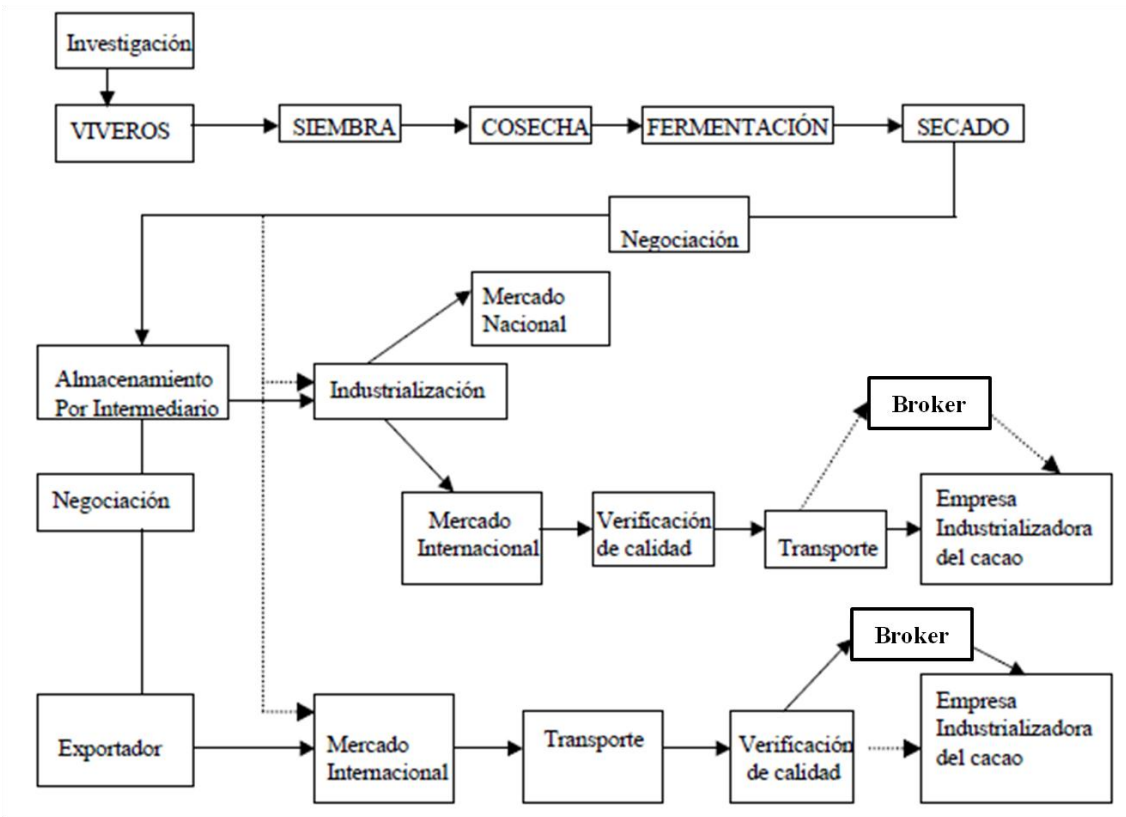 Investigación
VIVEROS
SIEMBRA
COSECHA
FERMENTACIÓN
SECADO
Negociación
Mercado
Nacional
Almacenamiento
Por Intermediario
Industrialización
Broker
Negociación
Mercado
Internacional
Verificación
de calidad
Transporte
Empresa
Industrializadora
del cacao
Broker
Exportador
Mercado
Internacional
Transporte
Verificación
de calidad
Empresa
Industrializadora
del cacao